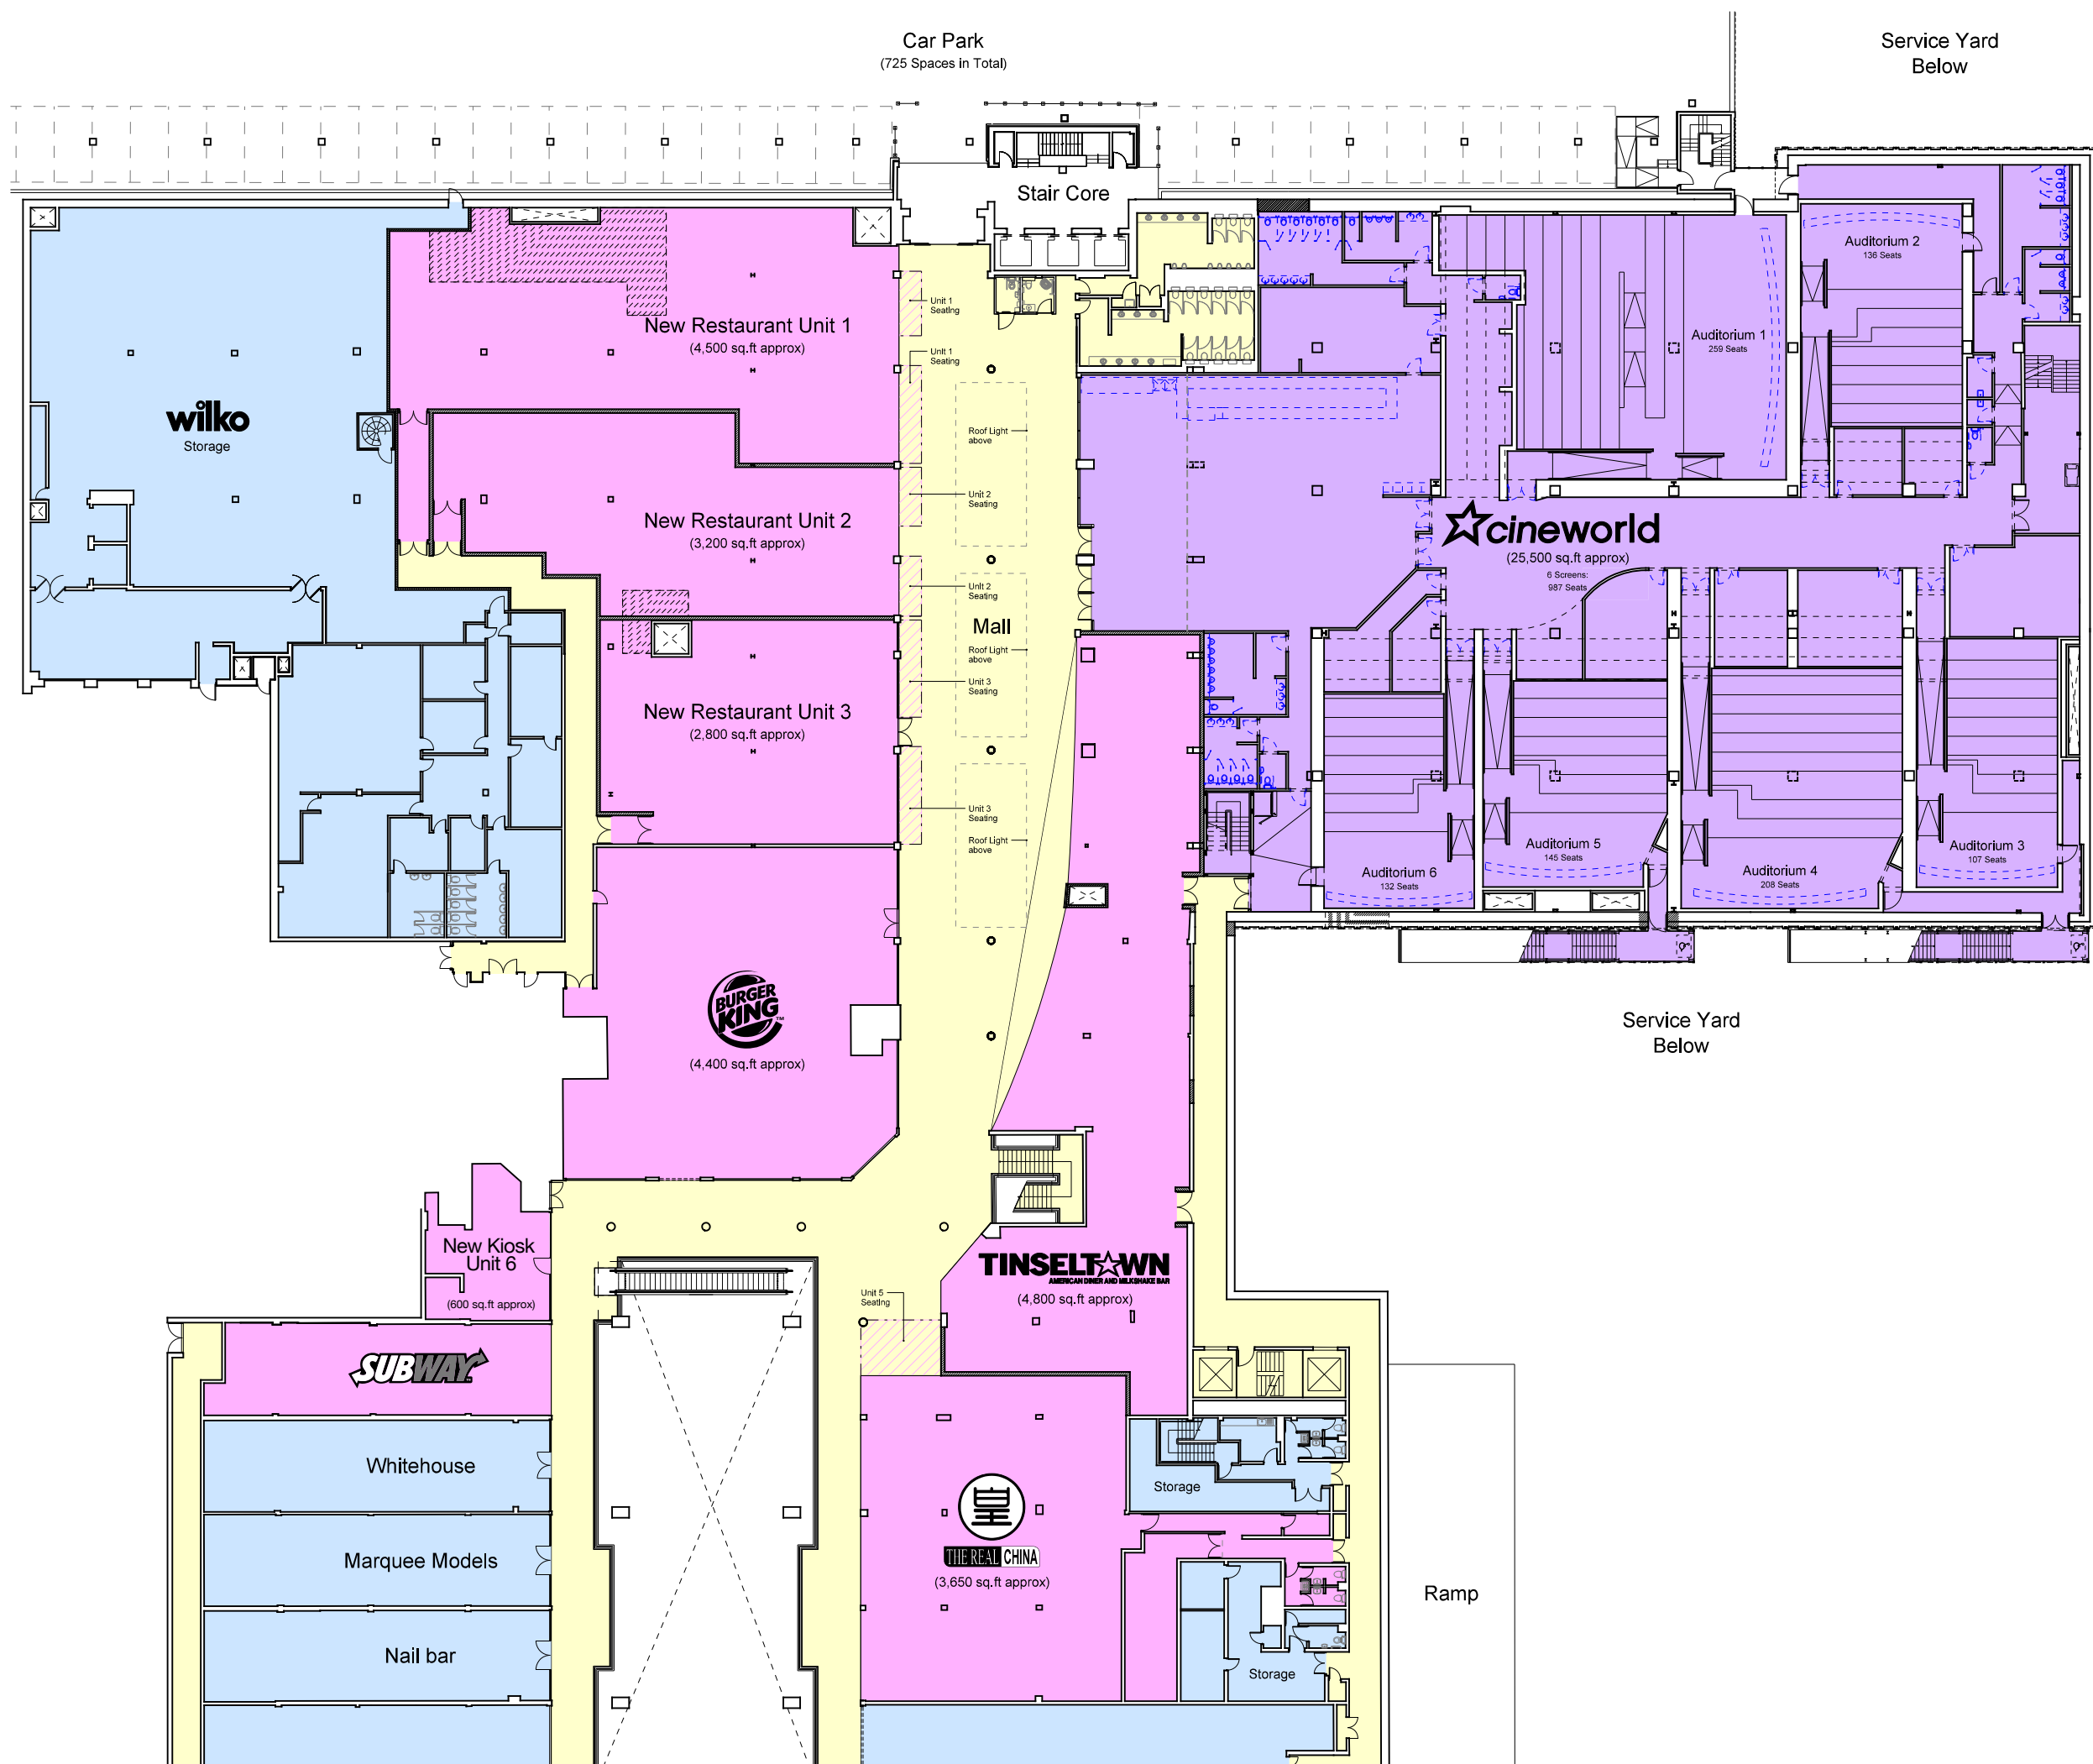 Car Park
(725 Spaces in Total)
Service Yard
Below
Stair Core
wilko
Storage
New Restaurant Unit 1
(4,500 sq.ft approx)
Unit 1
Seating
Unit 1
Seating
Roof Light
above
New Restaurant Unit 2
(3,200 sq.ft approx)
Unit 2
Seating
Unit 2
Seating
Mall
Roof Light
above
Unit 3
Seating
New Restaurant Unit 3
(2,800 sq.ft approx)
Unit 3
Seating
Roof Light
above
Auditorium 1
259 Seats
Auditorium 2
136 Seats
cineworld
(25,500 sq.ft approx)
6 Screens:
987 Seats
Auditorium 6
132 Seats
Auditorium 5
145 Seats
Auditorium 4
208 Seats
Auditorium 3
107 Seats
BURGER
KING™
(4,400 sq.ft approx)
Service Yard
Below
New Kiosk
Unit 6
(600 sq.ft approx)
TINSELTOWN
AMERICAN DINER AND MILKSHAKE BAR
(4,800 sq.ft approx)
Unit 5
Seating
SUBWAY
Whitehouse
Marquee Models
Nail bar
皇
THE REAL CHINA
(3,650 sq.ft approx)
Storage
Storage
Ramp